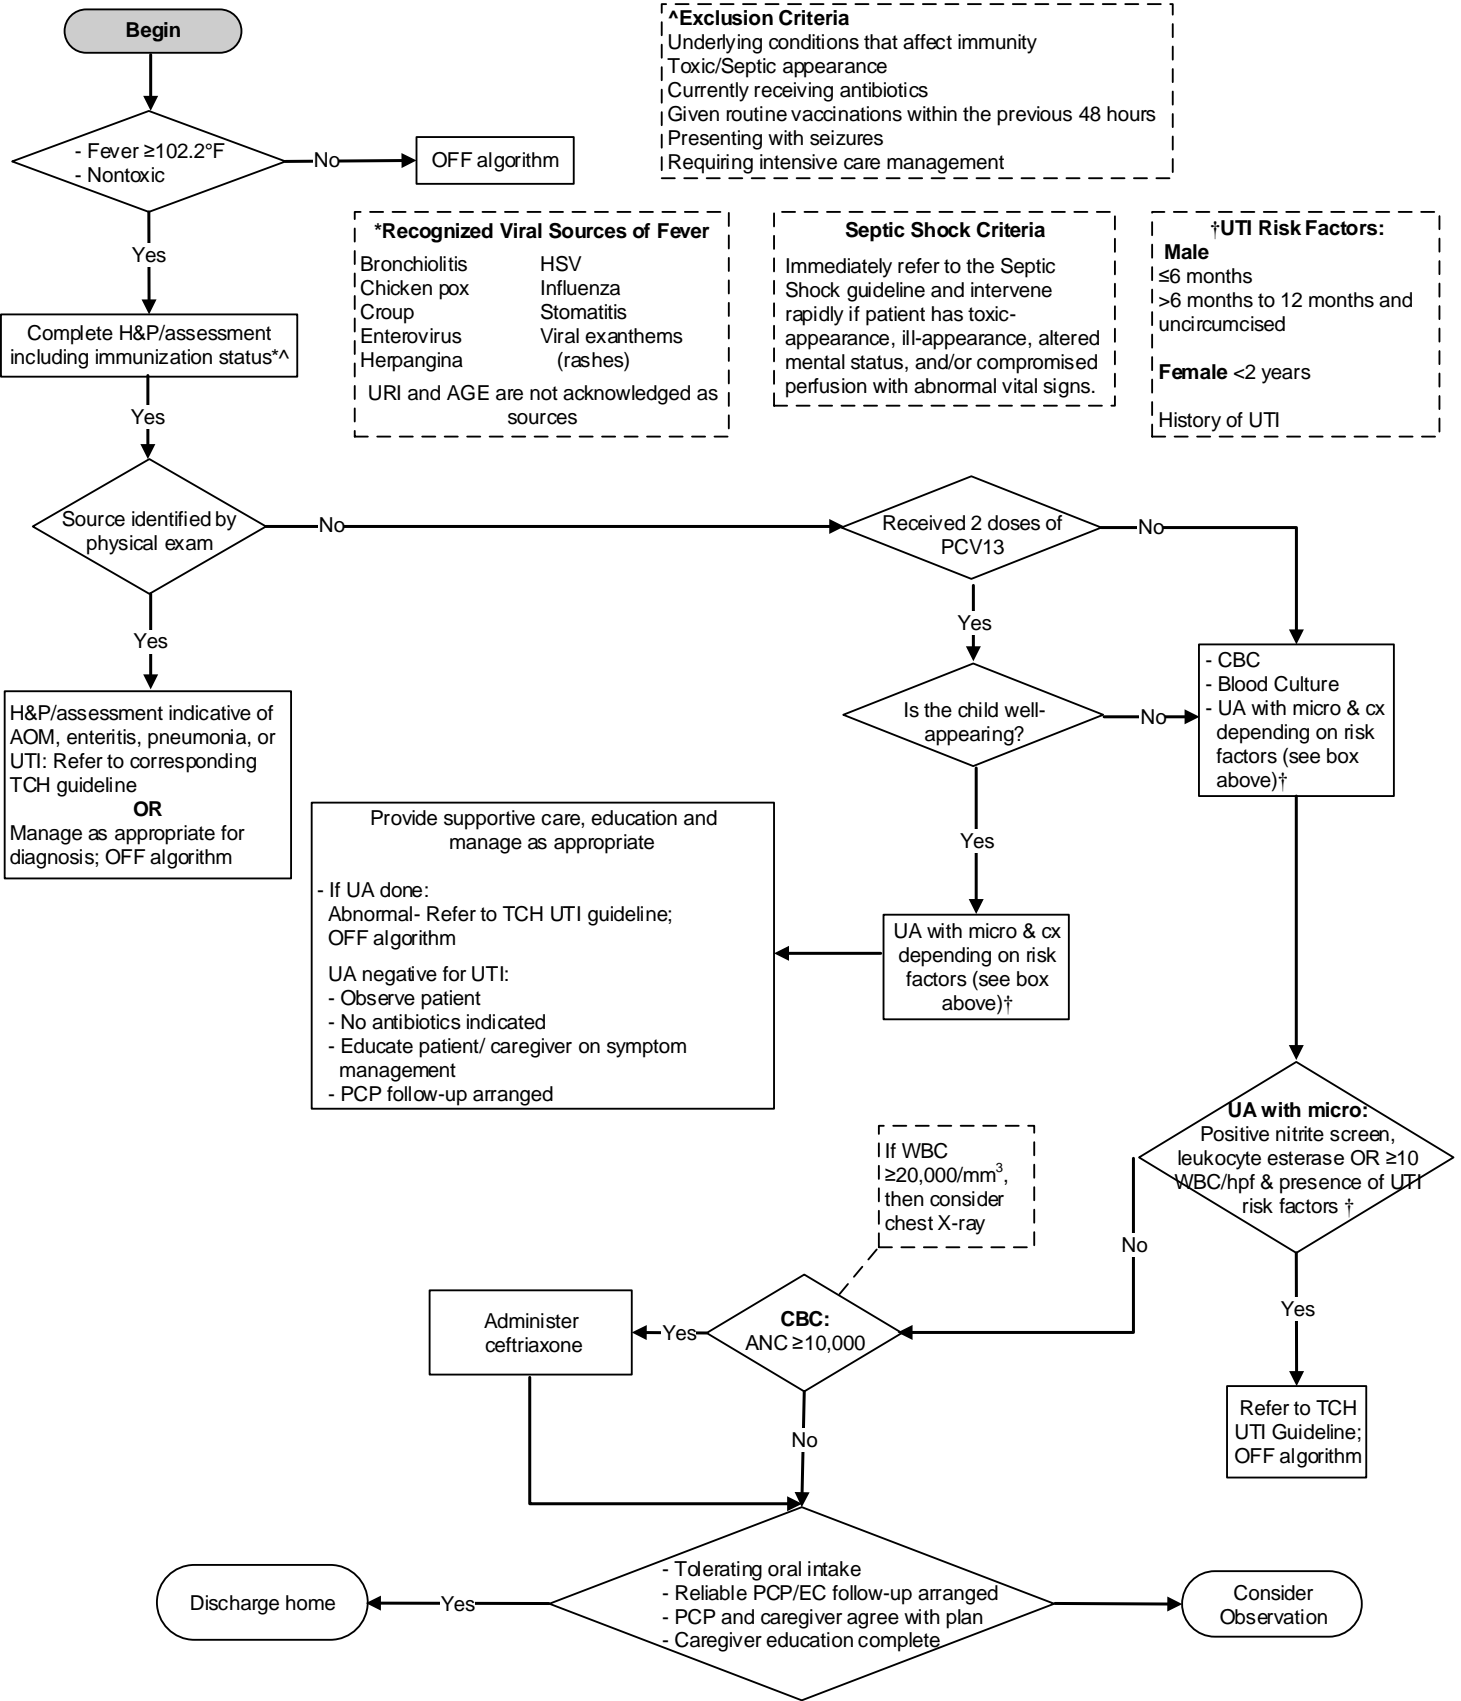 Begin
^Exclusion Criteria
Underlying conditions that affect immunity
Toxic/Septic appearance
Currently receiving antibiotics
Given routine vaccinations within the previous 48 hours
Presenting with seizures
Requiring intensive care management
- Fever ≥102.2°F
- Nontoxic
No
OFF algorithm
Yes
*Recognized Viral Sources of Fever
Bronchiolitis
Chicken pox
Croup
Enterovirus
Herpangina
HSV
Influenza
Stomatitis
Viral exanthems
(rashes)
URI and AGE are not acknowledged as
sources
Septic Shock Criteria
Immediately refer to the Septic
Shock guideline and intervene
rapidly if patient has toxic-
appearance, ill-appearance, altered
mental status, and/or compromised
perfusion with abnormal vital signs.
†UTI Risk Factors:
Male
≤6 months
>6 months to 12 months and
uncircumcised
Female <2 years
History of UTI
Complete H&P/assessment
including immunization status*^
Yes
Source identified by
physical exam
No
Received 2 doses of
PCV13
No
Yes
Yes
H&P/assessment indicative of
AOM, enteritis, pneumonia, or
UTI: Refer to corresponding
TCH guideline
OR
Manage as appropriate for
diagnosis; OFF algorithm
Is the child well-
appearing?
No
- CBC
- Blood Culture
- UA with micro & cx
depending on risk
factors (see box
above)†
Yes
UA with micro & cx
depending on risk
factors (see box
above)†
Provide supportive care, education and
manage as appropriate
- If UA done:
Abnormal- Refer to TCH UTI guideline;
OFF algorithm
UA negative for UTI:
- Observe patient
- No antibiotics indicated
- Educate patient/ caregiver on symptom
management
- PCP follow-up arranged
UA with micro:
Positive nitrite screen,
leukocyte esterase OR ≥10
WBC/hpf & presence of UTI
risk factors †
No
Yes
Refer to TCH
UTI Guideline;
OFF algorithm
If WBC
≥20,000/mm³,
then consider
chest X-ray
CBC:
ANC ≥10,000
Yes
Administer
ceftriaxone
No
- Tolerating oral intake
- Reliable PCP/EC follow-up arranged
- PCP and caregiver agree with plan
- Caregiver education complete
Yes
Discharge home
Consider
Observation